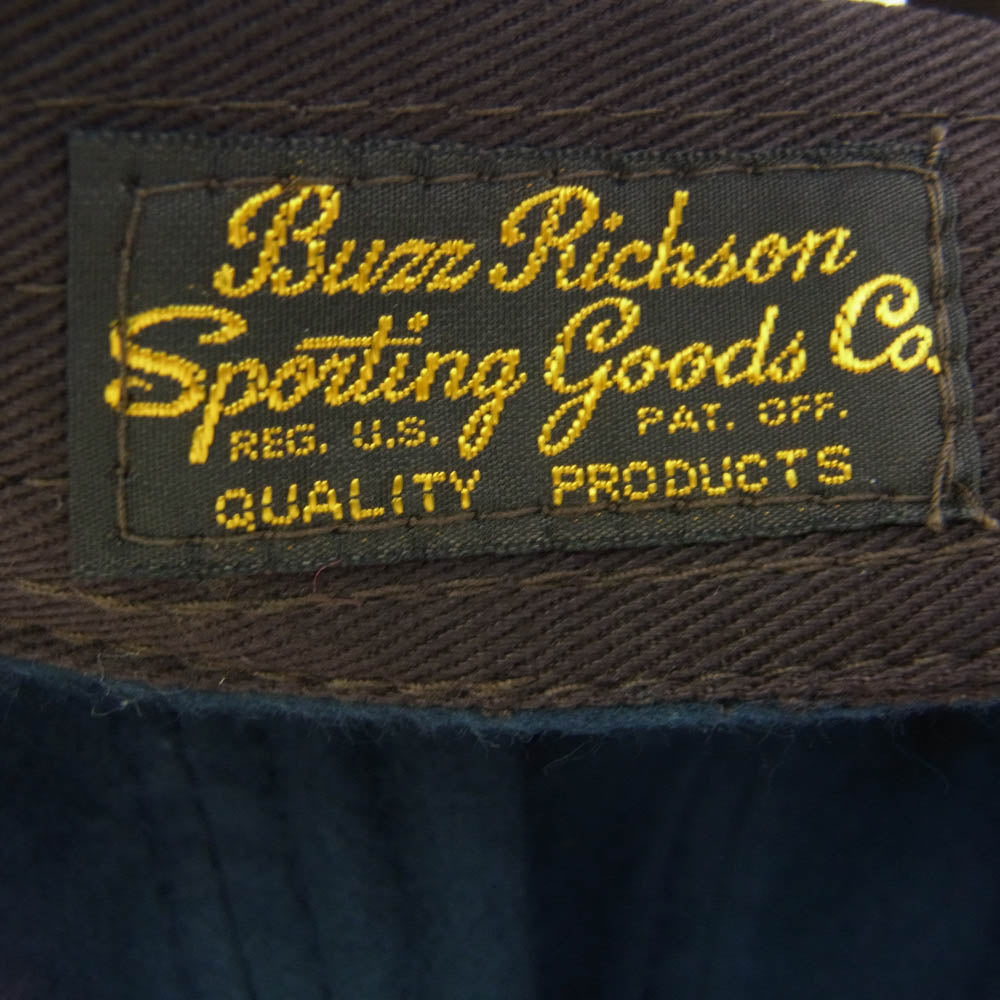 Buzz Rickson
Sporting Goods Co.
REG. U.S. PAT. OFF.
QUALITY PRODUCTS